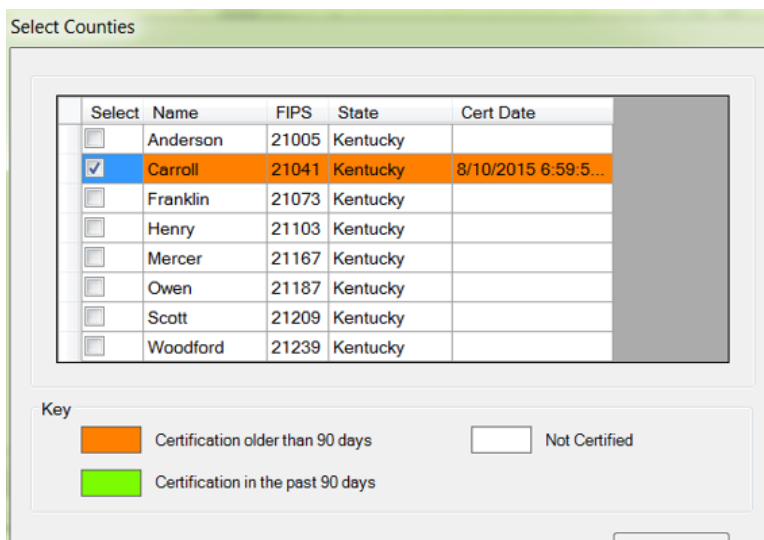 Select Counties
Select Name FIPS State Cert Date
Anderson 21005 Kentucky
Carroll 21041 Kentucky 8/10/2015 6:59:5...
Franklin 21073 Kentucky
Henry 21103 Kentucky
Mercer 21167 Kentucky
Owen 21187 Kentucky
Scott 21209 Kentucky
Woodford 21239 Kentucky
Key
Certification older than 90 days Not Certified
Certification in the past 90 days